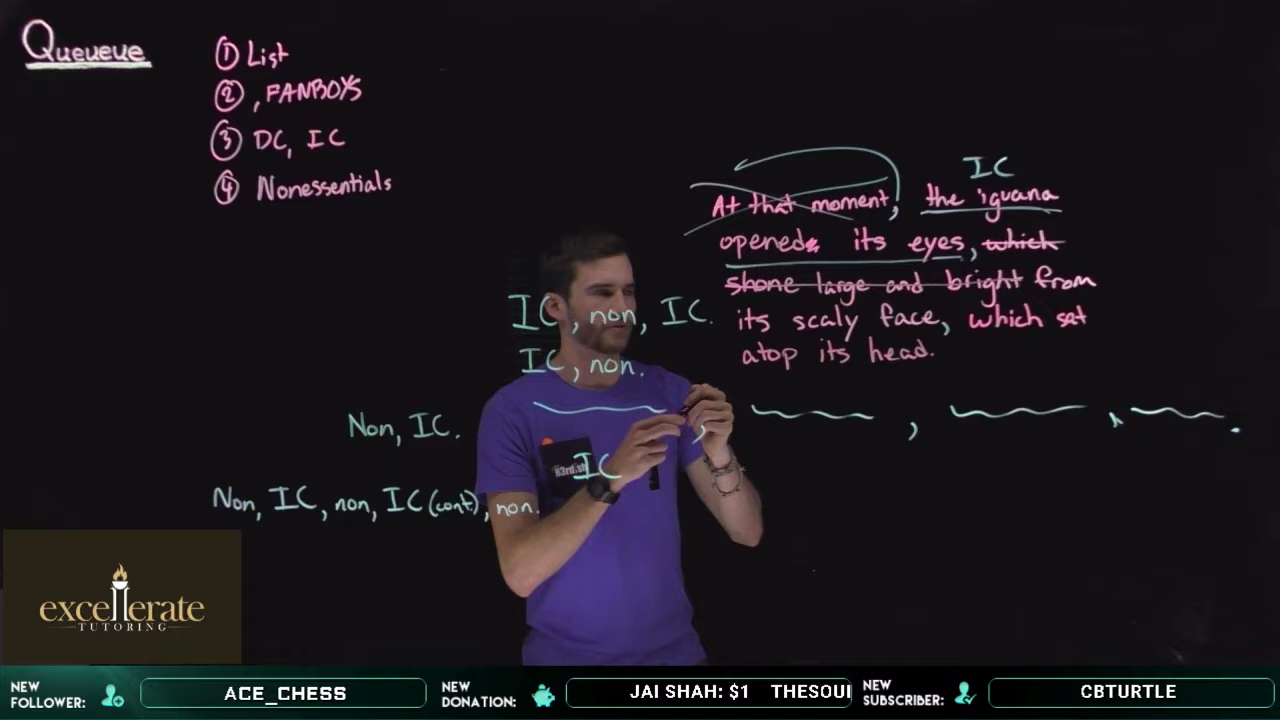 Queueue
① List
② , FANBOYS
③ DC, IC
④ Nonessentials
IC
At that moment, the iguana
opened its eyes, which
shone large and bright from
its scaly face, which sat
atop its head.
IC, non, IC.
IC, non.
Non, IC.
IC
Non, IC, non, IC (cont.), non.
excellerate
TUTORING
NEW FOLLOWER: ACE_CHESS
NEW DONATION: JAI SHAH: $1 THESOUI
NEW SUBSCRIBER: CBTURTLE